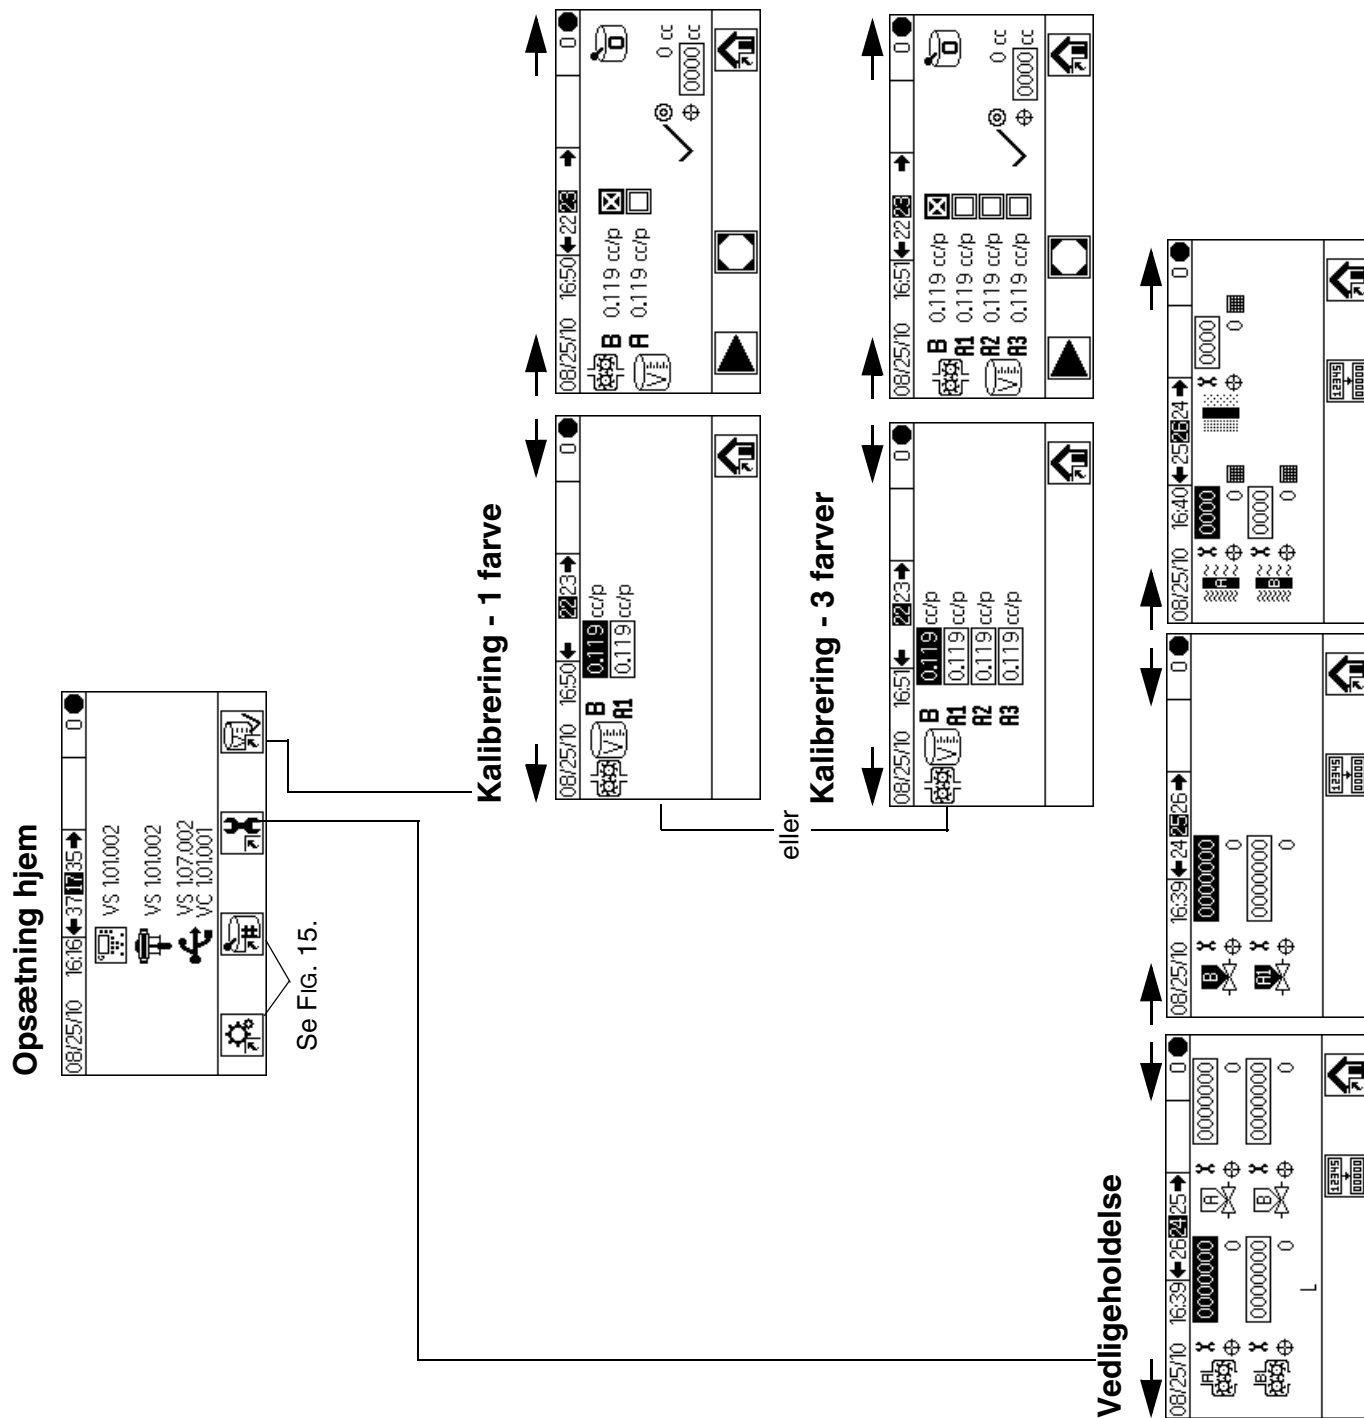 Opsætning hjem
08/25/10 16:16 37 17 35 0
VS 1.01.002
VS 1.01.002
VS 1.07.002
VC 1.01.001
#
Se FIG. 15.
Kalibrering - 1 farve
08/25/10 16:50 22 23 0
B 0.119 cc/p
A1 0.119 cc/p
08/25/10 16:50 22 23 0
B 0.119 cc/p
A 0.119 cc/p
0 cc
0000 cc
eller
Kalibrering - 3 farver
08/25/10 16:51 22 23 0
B 0.119 cc/p
A1 0.119 cc/p
A2 0.119 cc/p
A3 0.119 cc/p
08/25/10 16:51 22 23 0
B 0.119 cc/p
A1 0.119 cc/p
A2 0.119 cc/p
A3 0.119 cc/p
0 cc
0000 cc
Vedligeholdelse
08/25/10 16:39 26 24 25 0
A 0000000 A 0000000
0 0
B 0000000 B 0000000
0 0
L
12345
00000
08/25/10 16:39 24 25 26 0
B 0000000
0
A1 0000000
0
12345
00000
08/25/10 16:40 25 26 24 0
A 0000 0000
0 0
B 0000
0
12345
00000